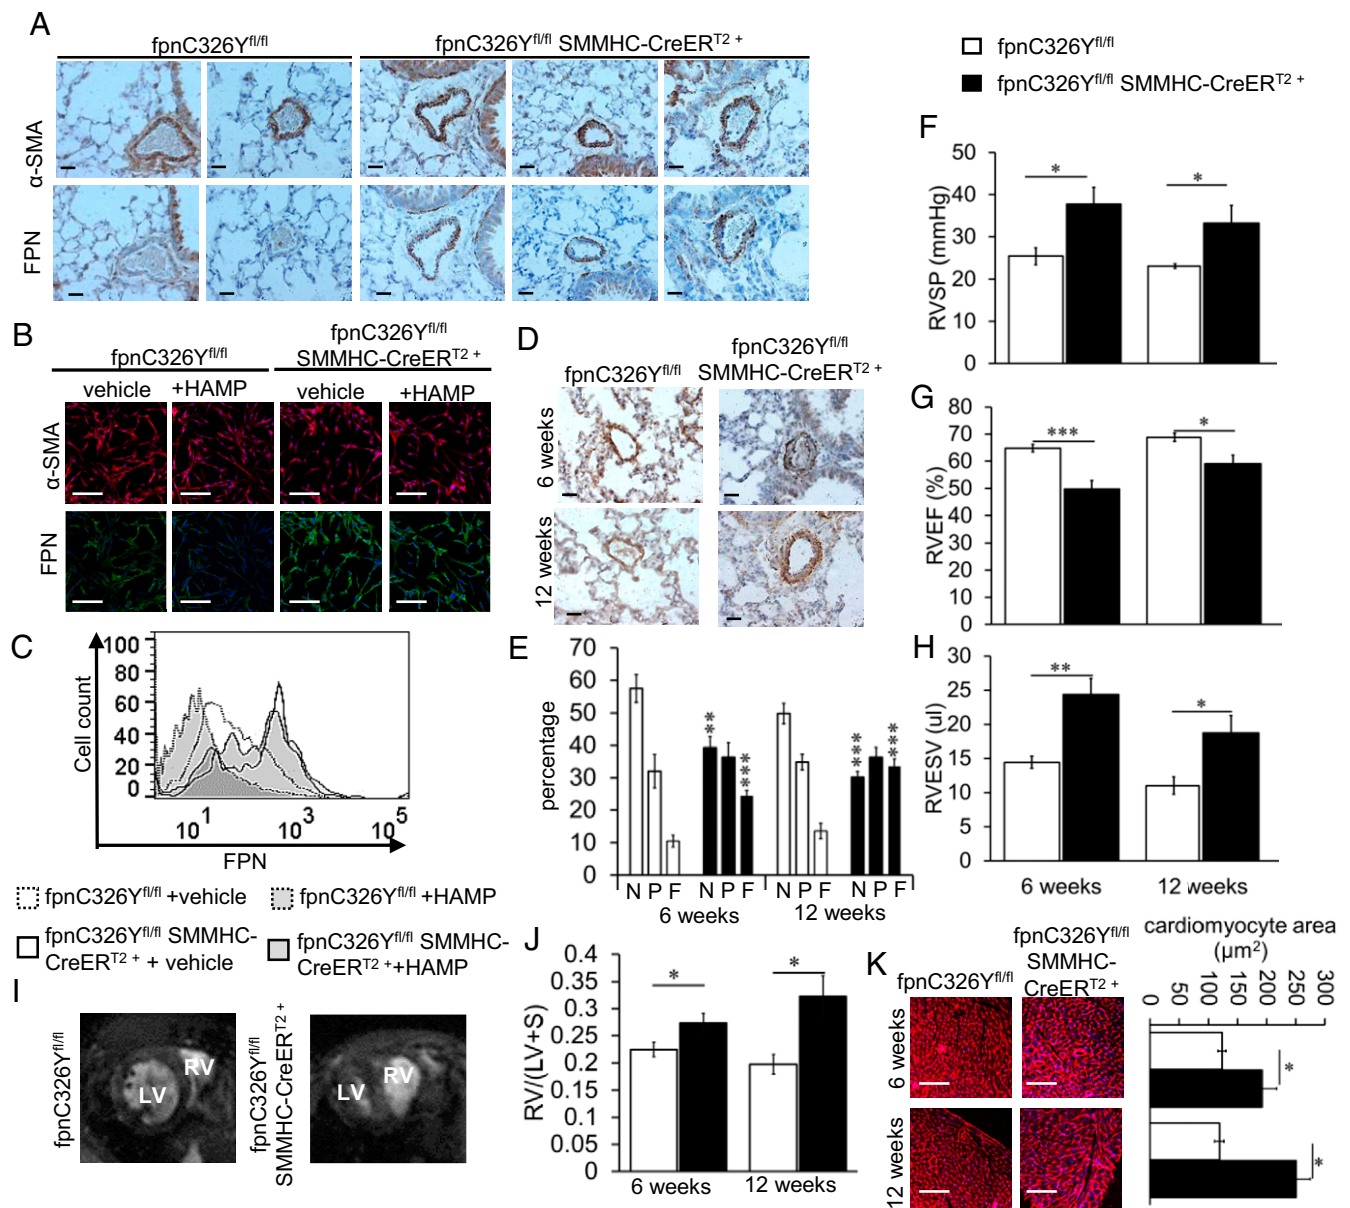 A
fpnC326Yfl/fl
fpnC326Yfl/fl SMMHC-CreERT2 +
α-SMA
FPN
B
fpnC326Yfl/fl
fpnC326Yfl/fl
SMMHC-CreERT2 +
vehicle
+HAMP
vehicle
+HAMP
α-SMA
FPN
C
Cell count
100
80
60
40
20
0
10 1
10 3
10 5
FPN
fpnC326Yfl/fl +vehicle
fpnC326Yfl/fl +HAMP
fpnC326Yfl/fl SMMHC-
CreERT2 + + vehicle
fpnC326Yfl/fl SMMHC-
CreERT2 ++HAMP
D
fpnC326Yfl/fl
fpnC326Yfl/fl
SMMHC-CreERT2 +
6 weeks
12 weeks
E
percentage
70
60
50
40
30
20
10
0
**
***
***
***
N P F
N P F
N P F
N P F
6 weeks
12 weeks
fpnC326Yfl/fl
fpnC326Yfl/fl SMMHC-CreERT2 +
F
RVSP (mmHg)
50
40
30
20
10
0
*
*
G
RVEF (%)
80
70
60
50
40
30
20
10
0
***
*
H
RVESV (ul)
30
25
20
15
10
5
0
**
*
6 weeks
12 weeks
I
fpnC326Yfl/fl
LV
RV
fpnC326Yfl/fl
SMMHC-CreERT2 +
LV
RV
J
RV/(LV+S)
0.4
0.35
0.3
0.25
0.2
0.15
0.1
0.05
0
*
*
6 weeks
12 weeks
K
fpnC326Yfl/fl
fpnC326Yfl/fl
SMMHC-
CreERT2 +
6 weeks
12 weeks
cardiomyocyte area
(µm2)
0
50
100
150
200
250
300
*
*